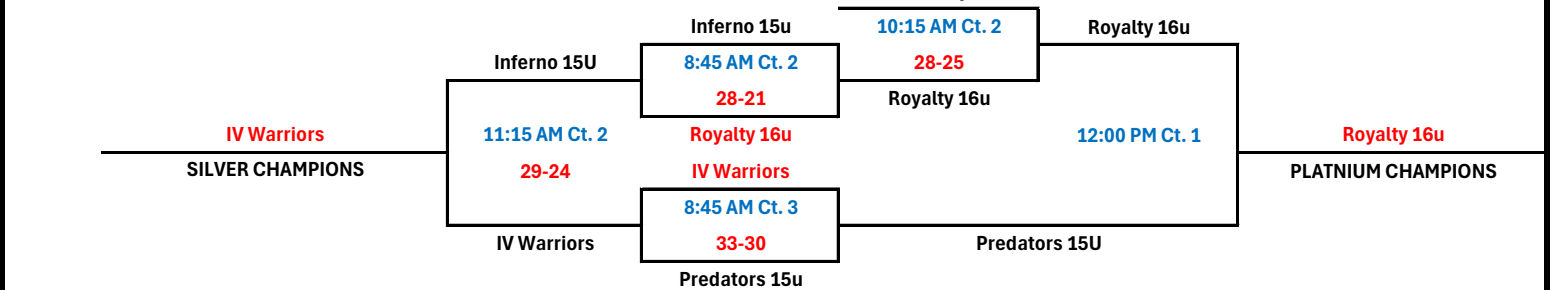 Inferno 15u
10:15 AM Ct. 2
Royalty 16u
Inferno 15U
8:45 AM Ct. 2
28-25
28-21
Royalty 16u
IV Warriors
11:15 AM Ct. 2
Royalty 16u
12:00 PM Ct. 1
Royalty 16u
SILVER CHAMPIONS
29-24
IV Warriors
PLATNIUM CHAMPIONS
8:45 AM Ct. 3
IV Warriors
33-30
Predators 15U
Predators 15u